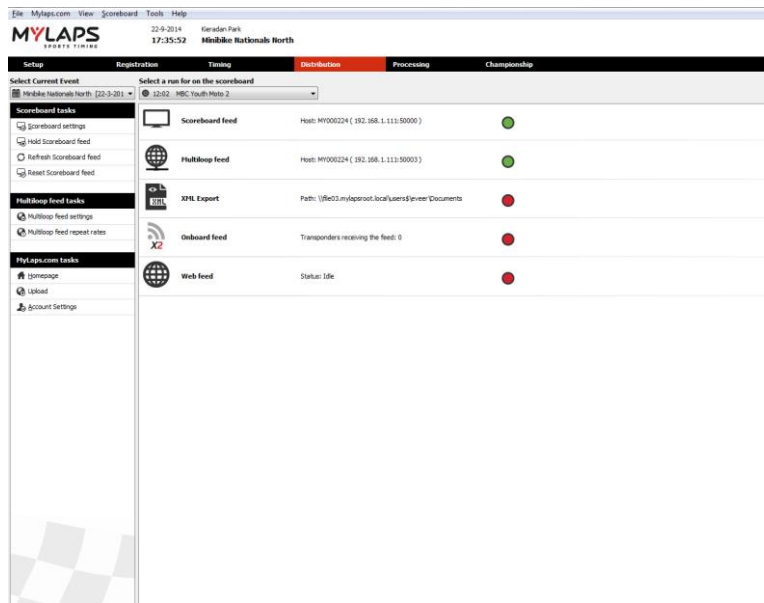 File Mylaps.com View Scoreboard Tools Help
MYLAPS
SPORTS TIMING
22-9-2014 Kieradan Park
17:35:52 Minibike Nationals North
Setup Registration Timing Distribution Processing Championship
Select Current Event
Minibike Nationals North [22-3-201
Select a run for on the scoreboard
12:02 MBC Youth Moto 2
Scoreboard tasks
Scoreboard settings
Hold Scoreboard feed
Refresh Scoreboard feed
Reset Scoreboard feed
Multiloop feed tasks
Multiloop feed settings
Multiloop feed repeat rates
MyLaps.com tasks
Homepage
Upload
Account Settings
Scoreboard feed Host: MY000224 ( 192.168.1.111:50000 )
Multiloop feed Host: MY000224 ( 192.168.1.111:50003 )
XML
XML Export Path: \\file03.mylapsroot.local\users$\eveer\Documents
X2
Onboard feed Transponders receiving the feed: 0
Web feed Status: Idle